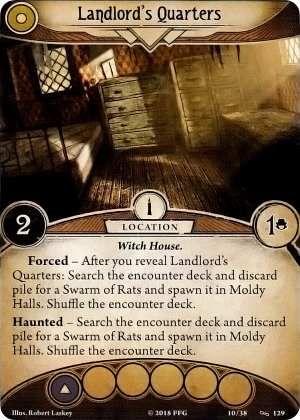 Landlord's Quarters
2
LOCATION
1
Witch House.
Forced – After you reveal Landlord's
Quarters: Search the encounter deck and discard
pile for a Swarm of Rats and spawn it in Moldy
Halls. Shuffle the encounter deck.
Haunted – Search the encounter deck and discard
pile for a Swarm of Rats and spawn it in Moldy
Halls. Shuffle the encounter deck.
Illus. Robert Laskey
© 2018 FFG
10/38
129